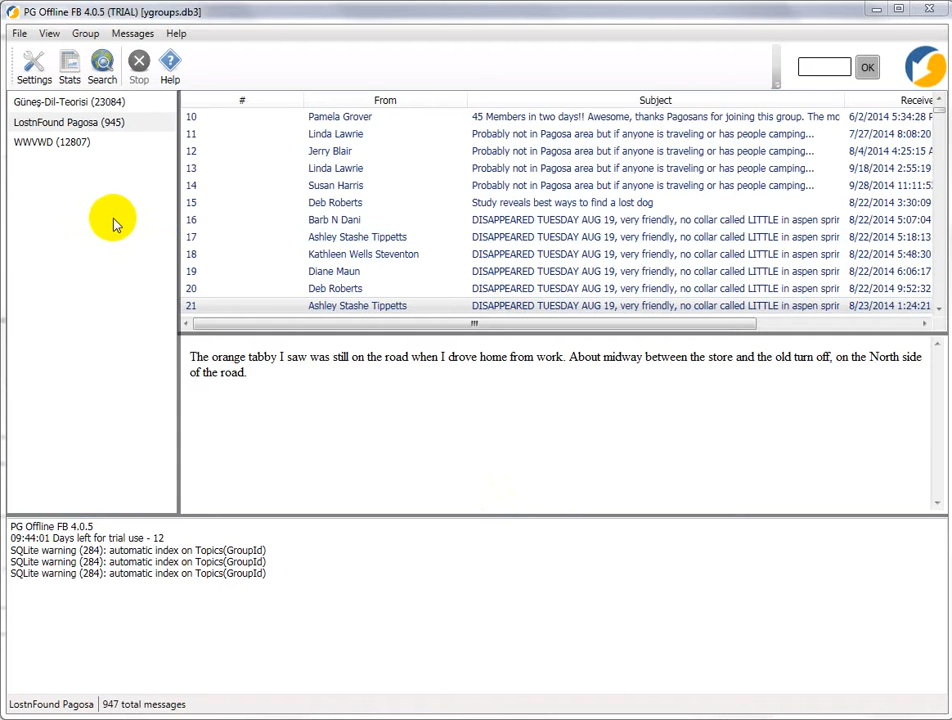 PG Offline FB 4.0.5 (TRIAL) [ygroups.db3]
File View Group Messages Help
Settings Stats Search Stop Help OK
Güneş-Dil-Teorisi (23084)
LostnFound Pagosa (945)
WWVWD (12807)
# From Subject Receive
10 Pamela Grover 45 Members in two days!! Awesome, thanks Pagosans for joining this group. The mo 6/2/2014 5:34:28 P
11 Linda Lawrie Probably not in Pagosa area but if anyone is traveling or has people camping... 7/27/2014 8:08:20
12 Jerry Blair Probably not in Pagosa area but if anyone is traveling or has people camping... 8/4/2014 4:25:15 P
13 Linda Lawrie Probably not in Pagosa area but if anyone is traveling or has people camping... 9/18/2014 2:55:19
14 Susan Harris Probably not in Pagosa area but if anyone is traveling or has people camping... 9/28/2014 11:11:5
15 Deb Roberts Study reveals best ways to find a lost dog 8/22/2014 3:30:09
16 Barb N Dani DISAPPEARED TUESDAY AUG 19, very friendly, no collar called LITTLE in aspen sprir 8/22/2014 5:07:04
17 Ashley Stashe Tippetts DISAPPEARED TUESDAY AUG 19, very friendly, no collar called LITTLE in aspen sprir 8/22/2014 5:18:13
18 Kathleen Wells Steventon DISAPPEARED TUESDAY AUG 19, very friendly, no collar called LITTLE in aspen sprir 8/22/2014 5:48:30
19 Diane Maun DISAPPEARED TUESDAY AUG 19, very friendly, no collar called LITTLE in aspen sprir 8/22/2014 6:06:17
20 Deb Roberts DISAPPEARED TUESDAY AUG 19, very friendly, no collar called LITTLE in aspen sprir 8/22/2014 9:52:32
21 Ashley Stashe Tippetts DISAPPEARED TUESDAY AUG 19, very friendly, no collar called LITTLE in aspen sprir 8/23/2014 1:24:21
The orange tabby I saw was still on the road when I drove home from work. About midway between the store and the old turn off, on the North side
of the road.
PG Offline FB 4.0.5
09:44:01 Days left for trial use - 12
SQLite warning (284): automatic index on Topics(GroupId)
SQLite warning (284): automatic index on Topics(GroupId)
SQLite warning (284): automatic index on Topics(GroupId)
LostnFound Pagosa 947 total messages